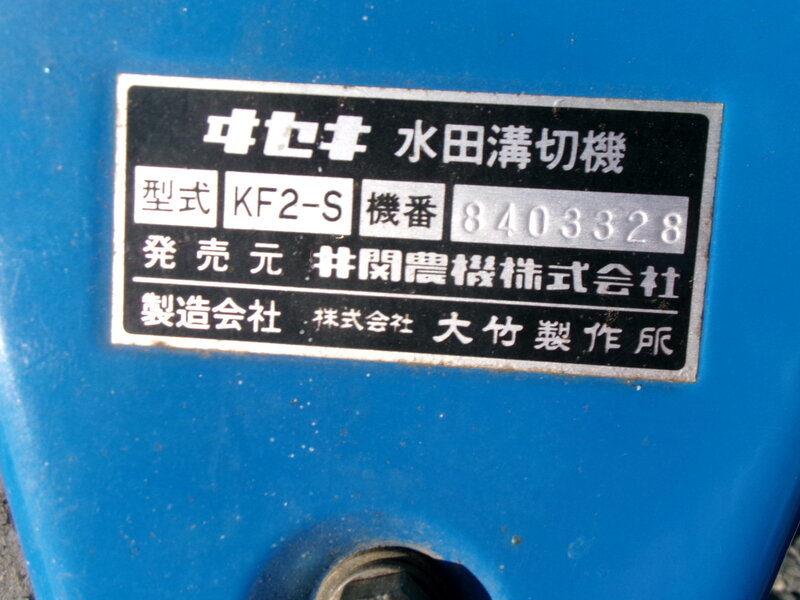 ヰセキ 水田溝切機
型式 KF2-S 機番 8403328
発売元 井関農機株式会社
製造会社 株式会社 大竹製作所